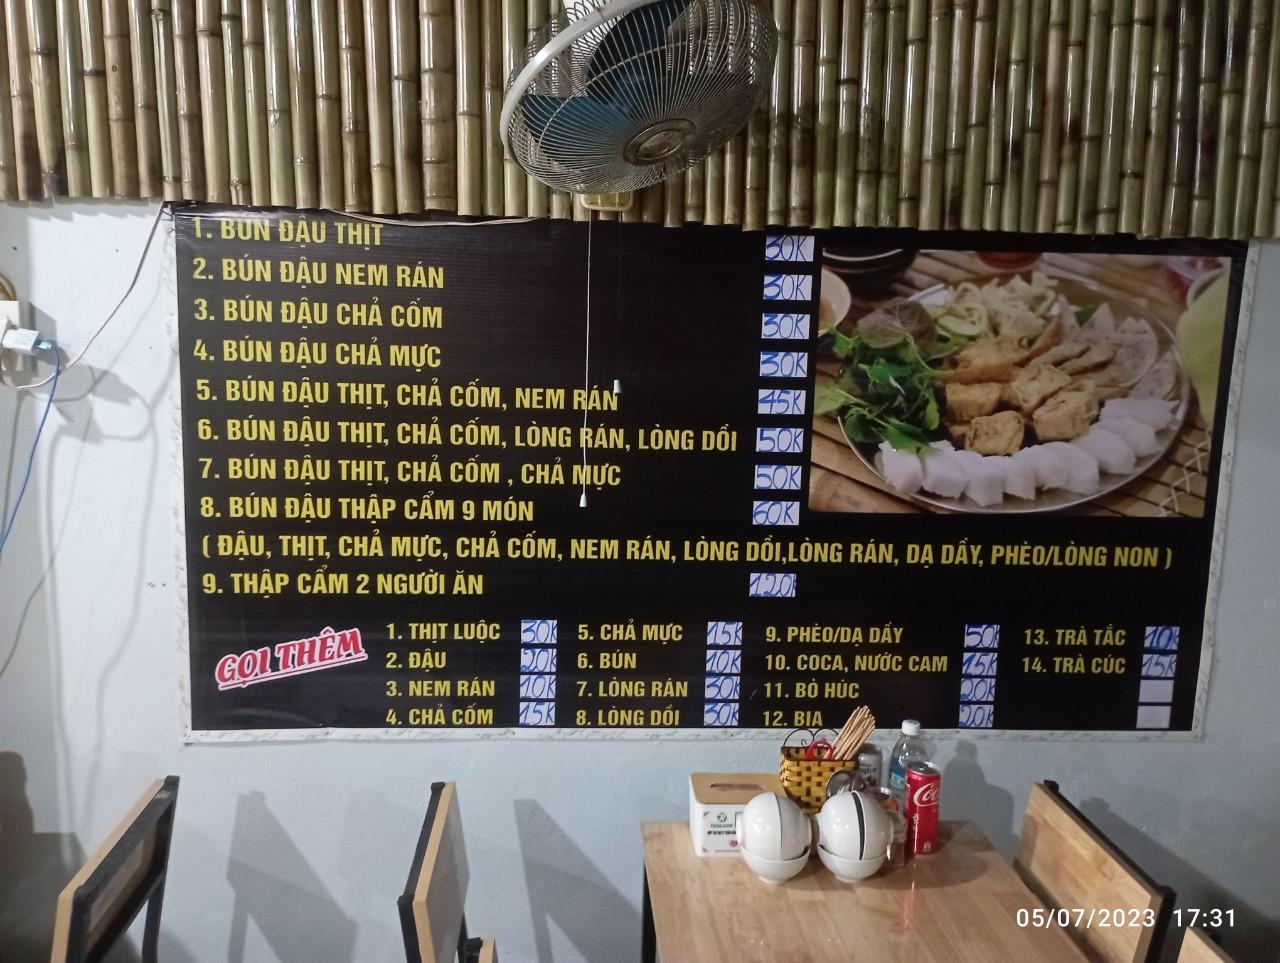 1. BÚN ĐẬU THỊT 30K
2. BÚN ĐẬU NEM RÁN 30K
3. BÚN ĐẬU CHẢ CỐM 30K
4. BÚN ĐẬU CHẢ MỰC 30K
5. BÚN ĐẬU THỊT, CHẢ CỐM, NEM RÁN 45K
6. BÚN ĐẬU THỊT, CHẢ CỐM, LÒNG RÁN, LÒNG DỒI 50K
7. BÚN ĐẬU THỊT, CHẢ CỐM , CHẢ MỰC 50K
8. BÚN ĐẬU THẬP CẨM 9 MÓN 60K
( ĐẬU, THỊT, CHẢ MỰC, CHẢ CỐM, NEM RÁN, LÒNG DỒI,LÒNG RÁN, DẠ DẦY, PHÈO/LÒNG NON )
9. THẬP CẨM 2 NGƯỜI ĂN 120K
GỌI THÊM
1. THỊT LUỘC 30K
2. ĐẬU 20K
3. NEM RÁN 10K
4. CHẢ CỐM 15K
5. CHẢ MỰC 15K
6. BÚN 10K
7. LÒNG RÁN 30K
8. LÒNG DỒI 30K
9. PHÈO/DẠ DẦY 50K
10. COCA, NƯỚC CAM 15K
11. BÒ HÚC 20K
12. BIA 20K
13. TRÀ TẮC 10K
14. TRÀ CÚC 15K
05/07/2023 17:31